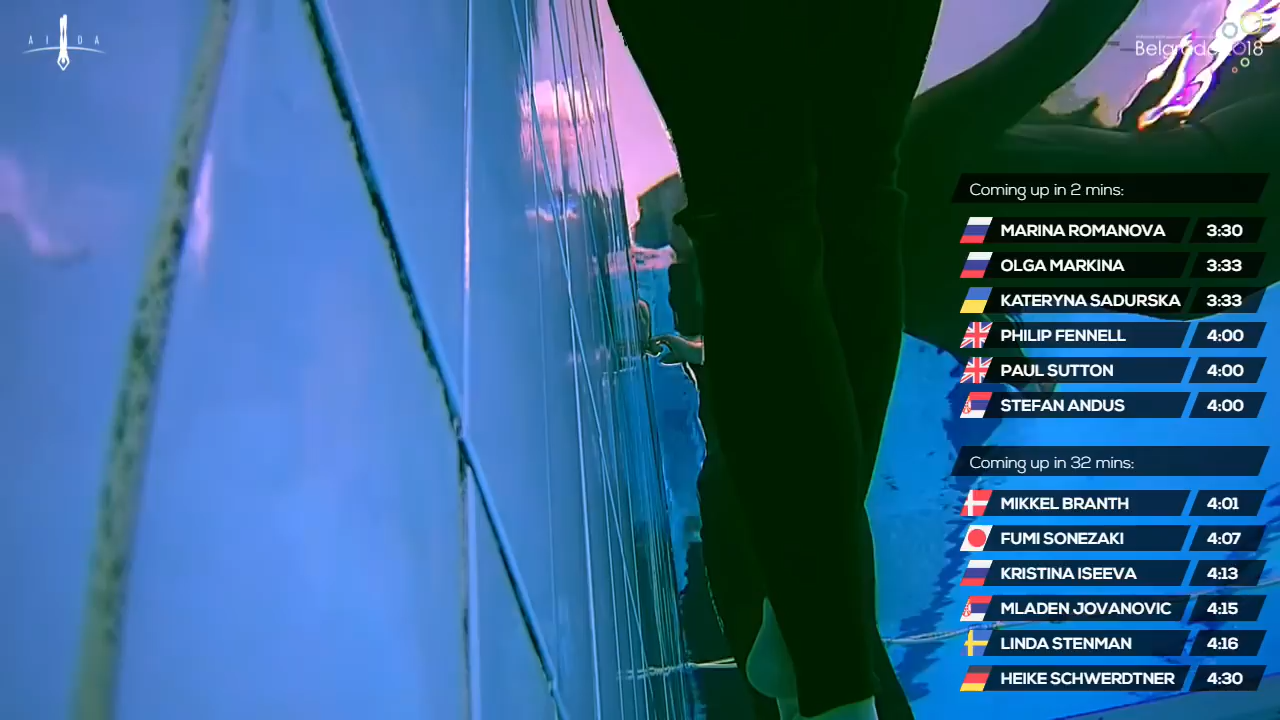 AIDA
Belgrade2018
Coming up in 2 mins:
MARINA ROMANOVA 3:30
OLGA MARKINA 3:33
KATERYNA SADURSKA 3:33
PHILIP FENNELL 4:00
PAUL SUTTON 4:00
STEFAN ANDUS 4:00
Coming up in 32 mins:
MIKKEL BRANTH 4:01
FUMI SONEZAKI 4:07
KRISTINA ISEEVA 4:13
MLADEN JOVANOVIC 4:15
LINDA STENMAN 4:16
HEIKE SCHWERDTNER 4:30